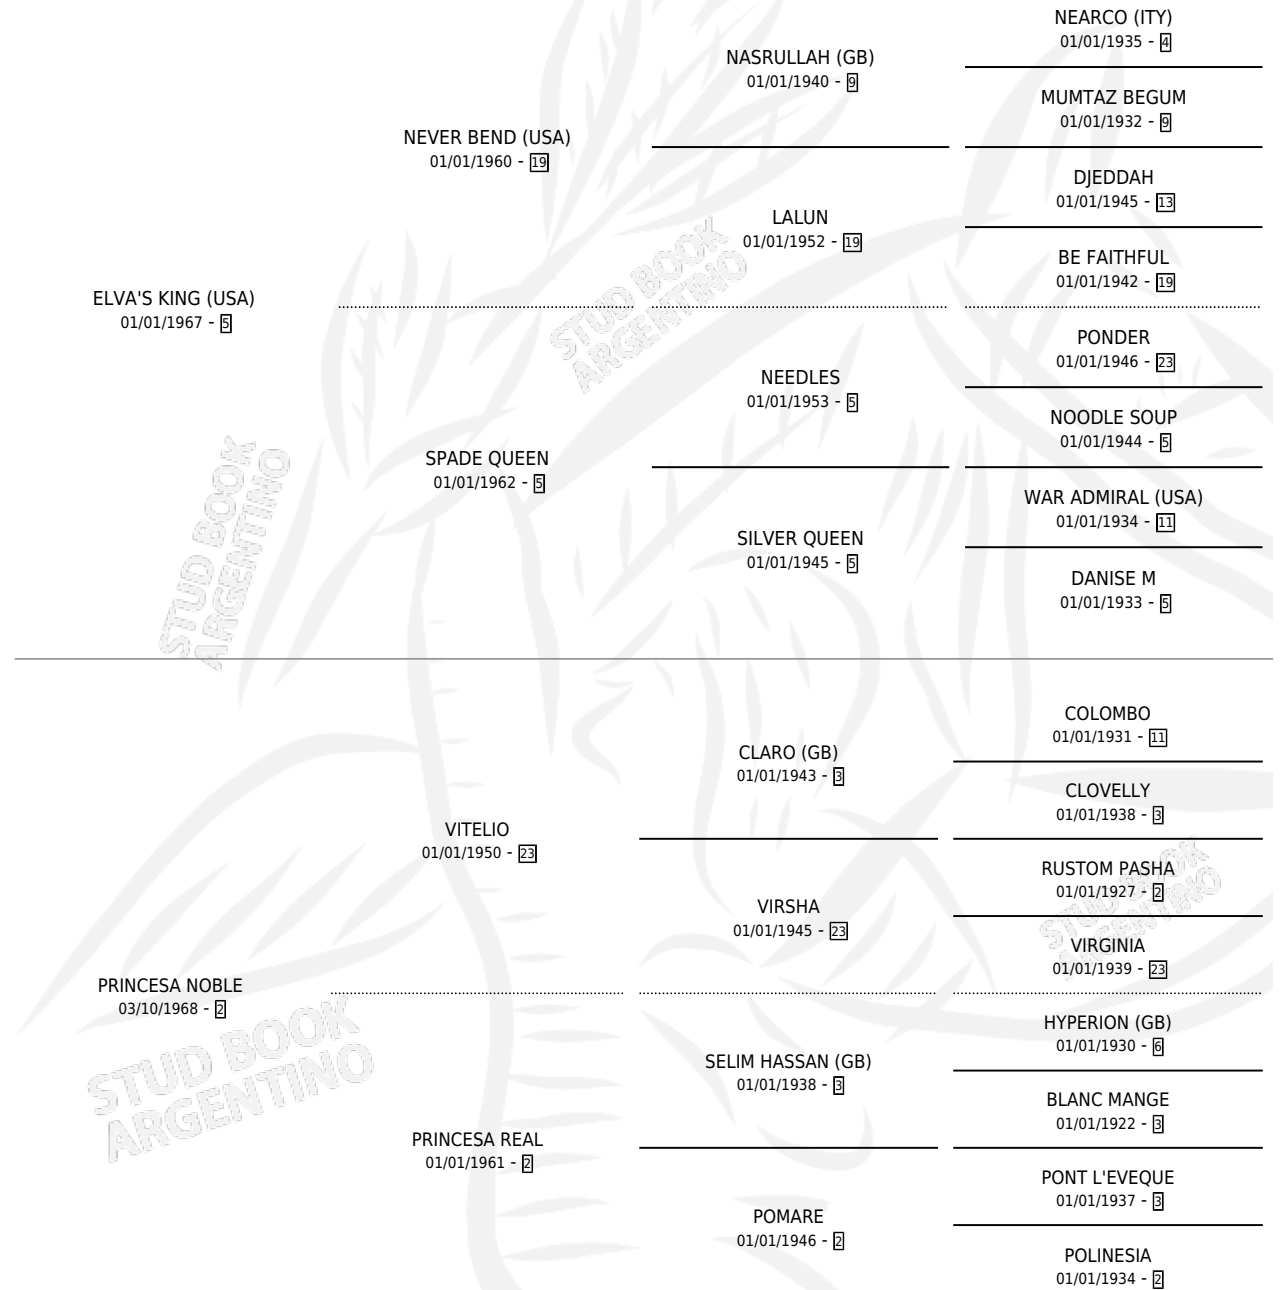 NEARCO (ITY)
01/01/1935 - 4
NASRULLAH (GB)
01/01/1940 - 9
MUMTAZ BEGUM
01/01/1932 - 9
NEVER BEND (USA)
01/01/1960 - 19
DJEDDAH
01/01/1945 - 13
LALUN
01/01/1952 - 19
BE FAITHFUL
01/01/1942 - 19
ELVA'S KING (USA)
01/01/1967 - 5
PONDER
01/01/1946 - 23
NEEDLES
01/01/1953 - 5
NOODLE SOUP
01/01/1944 - 5
SPADE QUEEN
01/01/1962 - 5
WAR ADMIRAL (USA)
01/01/1934 - 11
SILVER QUEEN
01/01/1945 - 5
DANISE M
01/01/1933 - 5
COLOMBO
01/01/1931 - 11
CLARO (GB)
01/01/1943 - 3
CLOVELLY
01/01/1938 - 3
VITELIO
01/01/1950 - 23
RUSTOM PASHA
01/01/1927 - 2
VIRSHA
01/01/1945 - 23
VIRGINIA
01/01/1939 - 23
PRINCESA NOBLE
03/10/1968 - 2
HYPERION (GB)
01/01/1930 - 6
SELIM HASSAN (GB)
01/01/1938 - 3
BLANC MANGE
01/01/1922 - 3
PRINCESA REAL
01/01/1961 - 2
PONT L'EVEQUE
01/01/1937 - 3
POMARE
01/01/1946 - 2
POLINESIA
01/01/1934 - 2
STUD BOOK
ARGENTINO
STUD BOOK
ARGENTINO
STUD BOOK
ARGENTINO
STUD BOOK
ARGENTINO